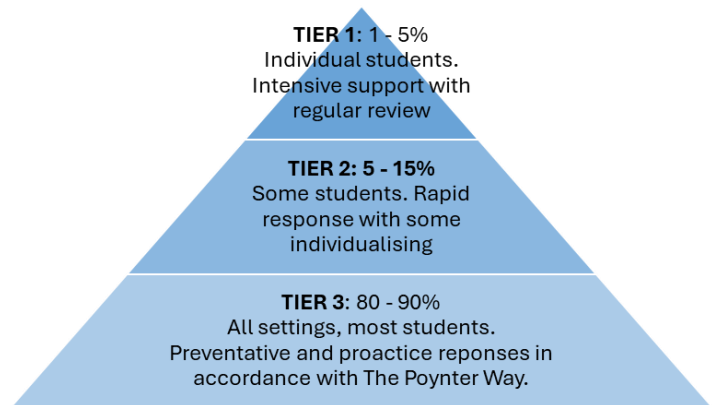 TIER 1: 1 - 5%
Individual students.
Intensive support with
regular review
TIER 2: 5 - 15%
Some students. Rapid
response with some
individualising
TIER 3: 80 - 90%
All settings, most students.
Preventative and proactice reponses in
accordance with The Poynter Way.